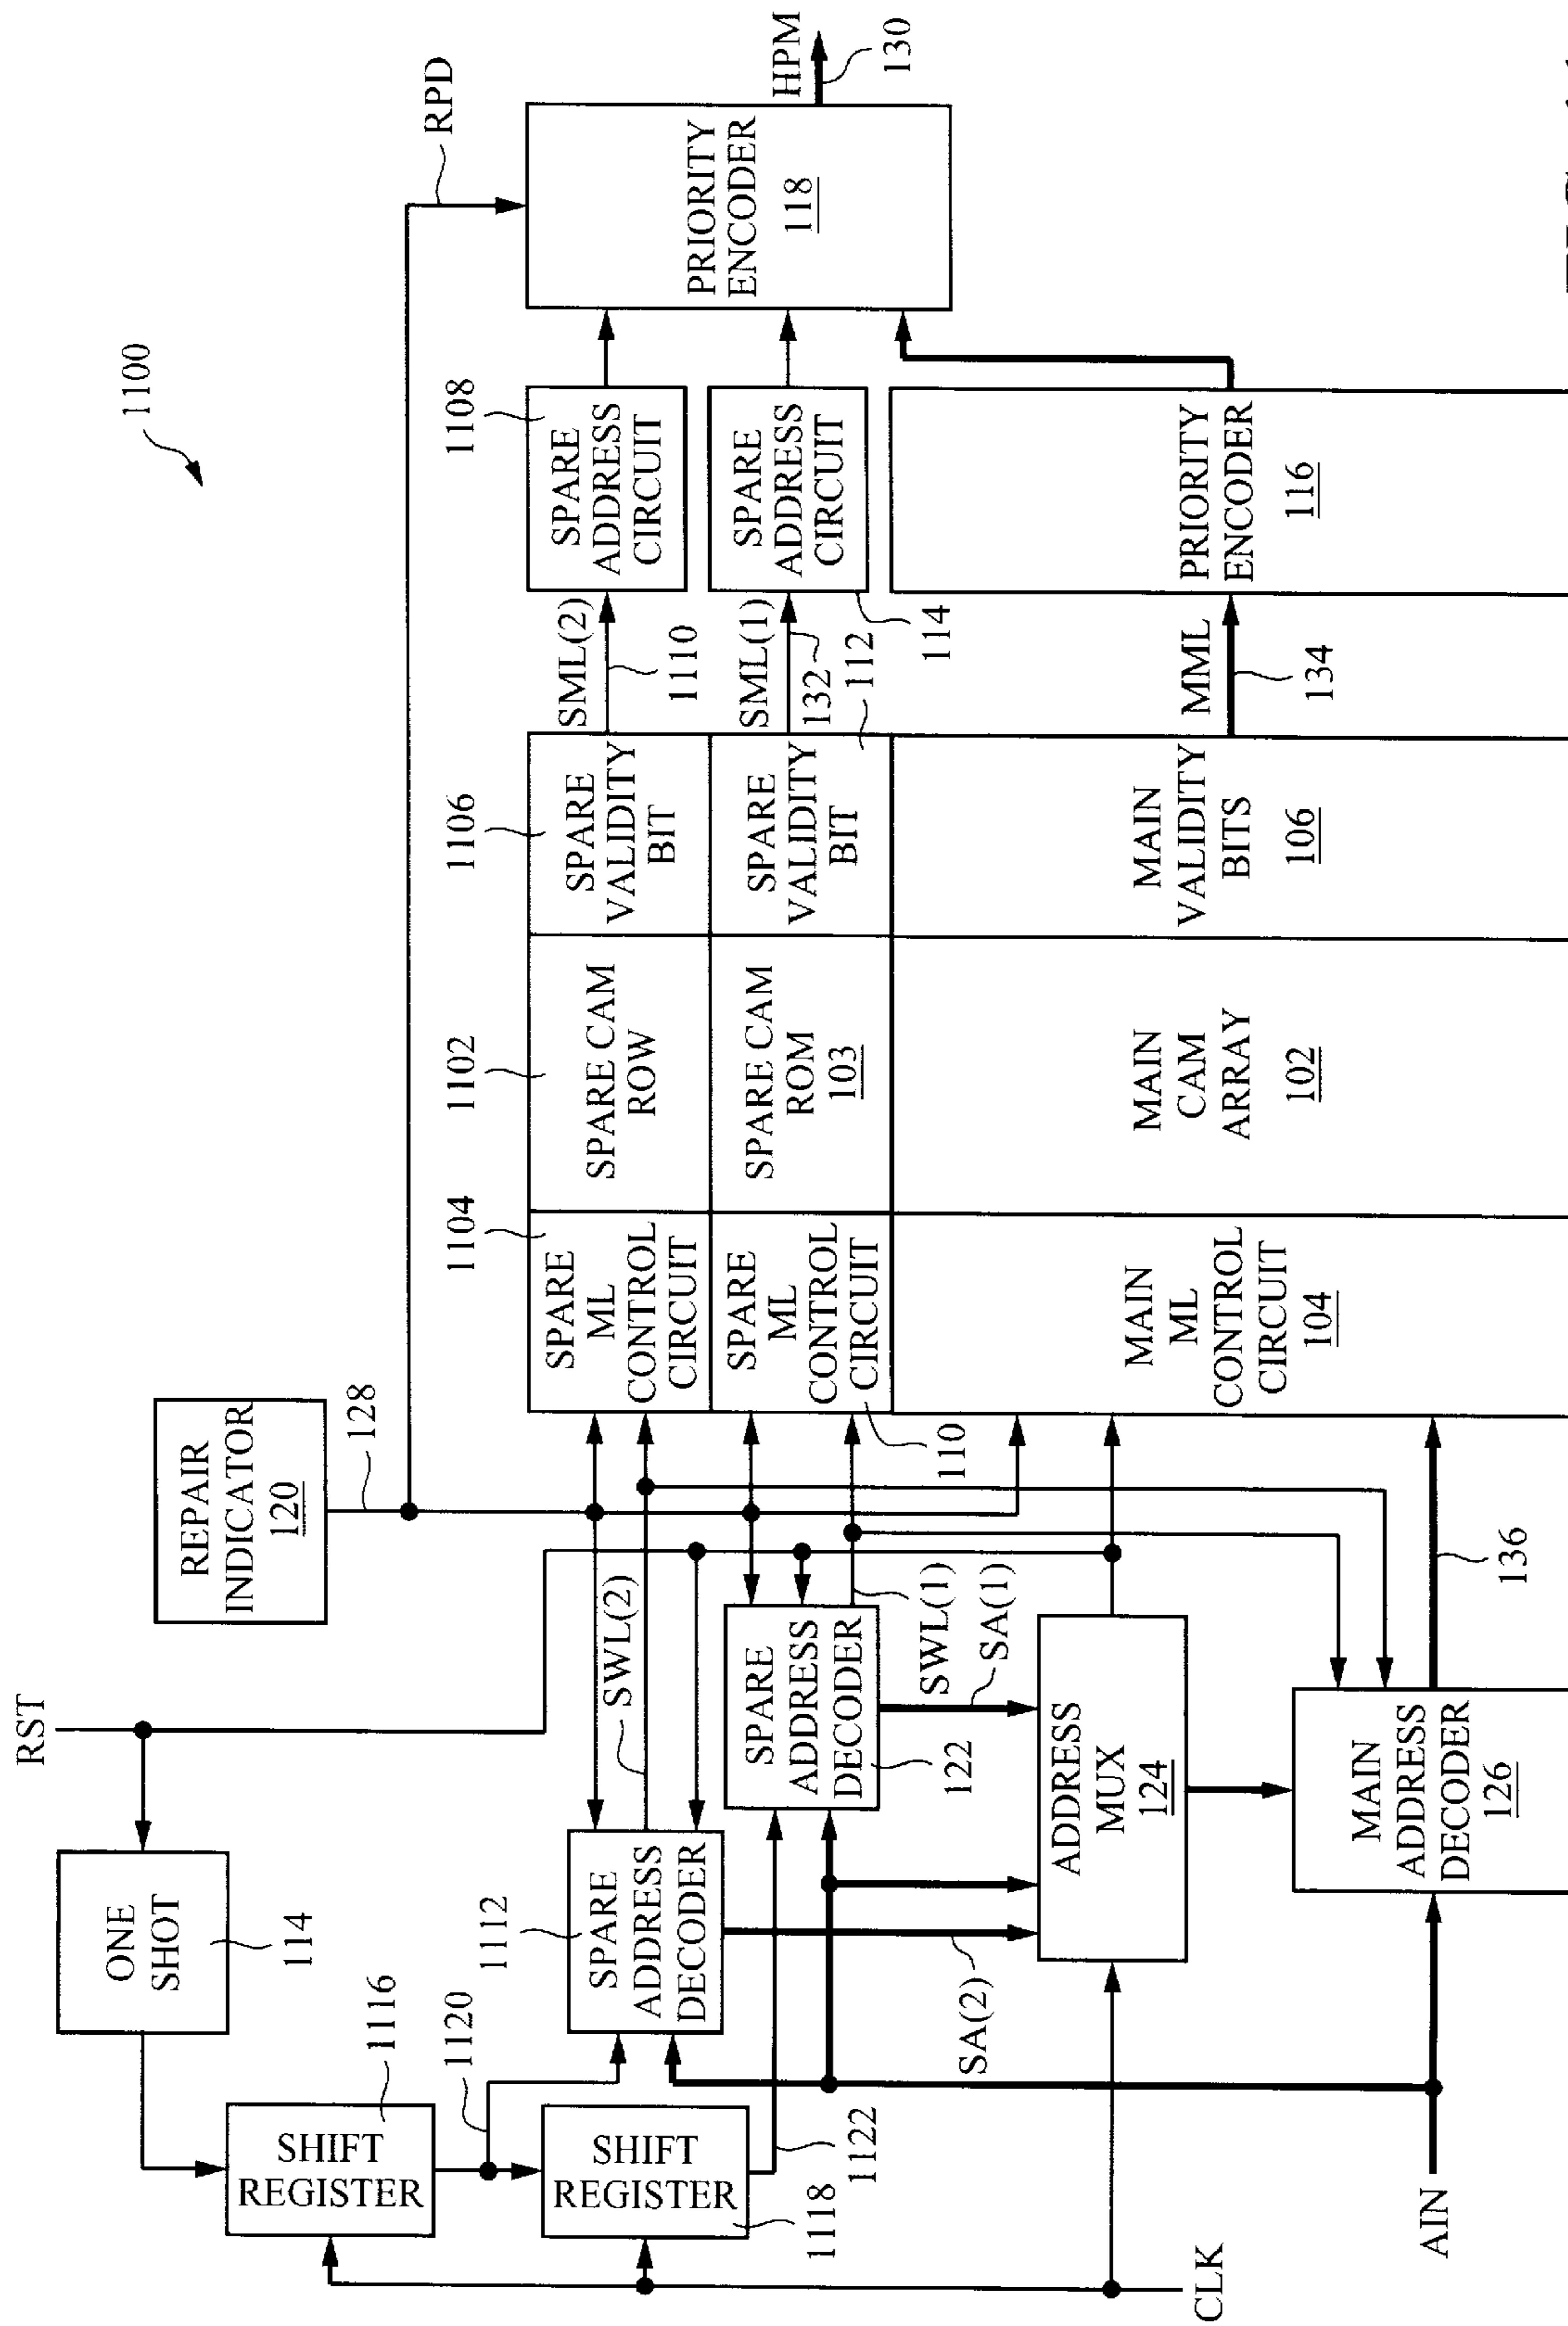 1100
RST
ONE
SHOT
114
SHIFT
REGISTER
1116
1120
SHIFT
REGISTER
1118
1122
CLK
AIN
REPAIR
INDICATOR
120
128
RPD
SPARE
ADDRESS
DECODER
1112
SWL(2)
SA(2)
SPARE
ADDRESS
DECODER
122
SWL(1)
SA(1)
ADDRESS
MUX
124
MAIN
ADDRESS
DECODER
126
136
SPARE
ML
CONTROL
CIRCUIT
1104
SPARE CAM
ROW
1102
SPARE
VALIDITY
BIT
1106
SML(2)
1110
SPARE
ADDRESS
CIRCUIT
1108
SPARE
ML
CONTROL
CIRCUIT
110
SPARE CAM
ROM
103
SPARE
VALIDITY
BIT
112
SML(1)
132
SPARE
ADDRESS
CIRCUIT
114
MAIN
ML
CONTROL
CIRCUIT
104
MAIN
CAM
ARRAY
102
MAIN
VALIDITY
BITS
106
MML
134
PRIORITY
ENCODER
116
PRIORITY
ENCODER
118
HPM
130